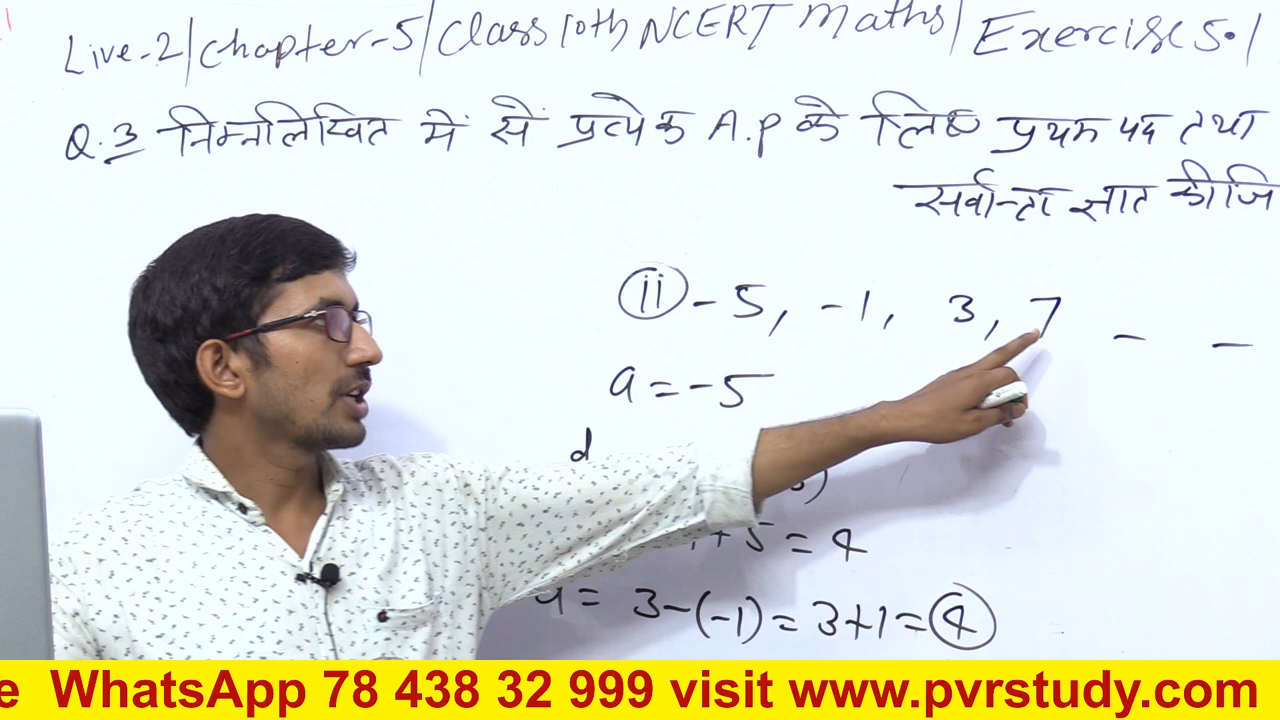 Live-2/Chapter-5/Class 10th NCERT Maths/Exercise 5.1
Q.3 निम्नलिखित में से प्रत्येक A.P के लिए प्रथम पद तथा
सर्वान्तर ज्ञात कीजि
(ii) -5, -1, 3, 7 - -
a = -5
d
+5 = 4
3-(-1) = 3+1 = 4
e WhatsApp 78 438 32 999 visit www.pvrstudy.com